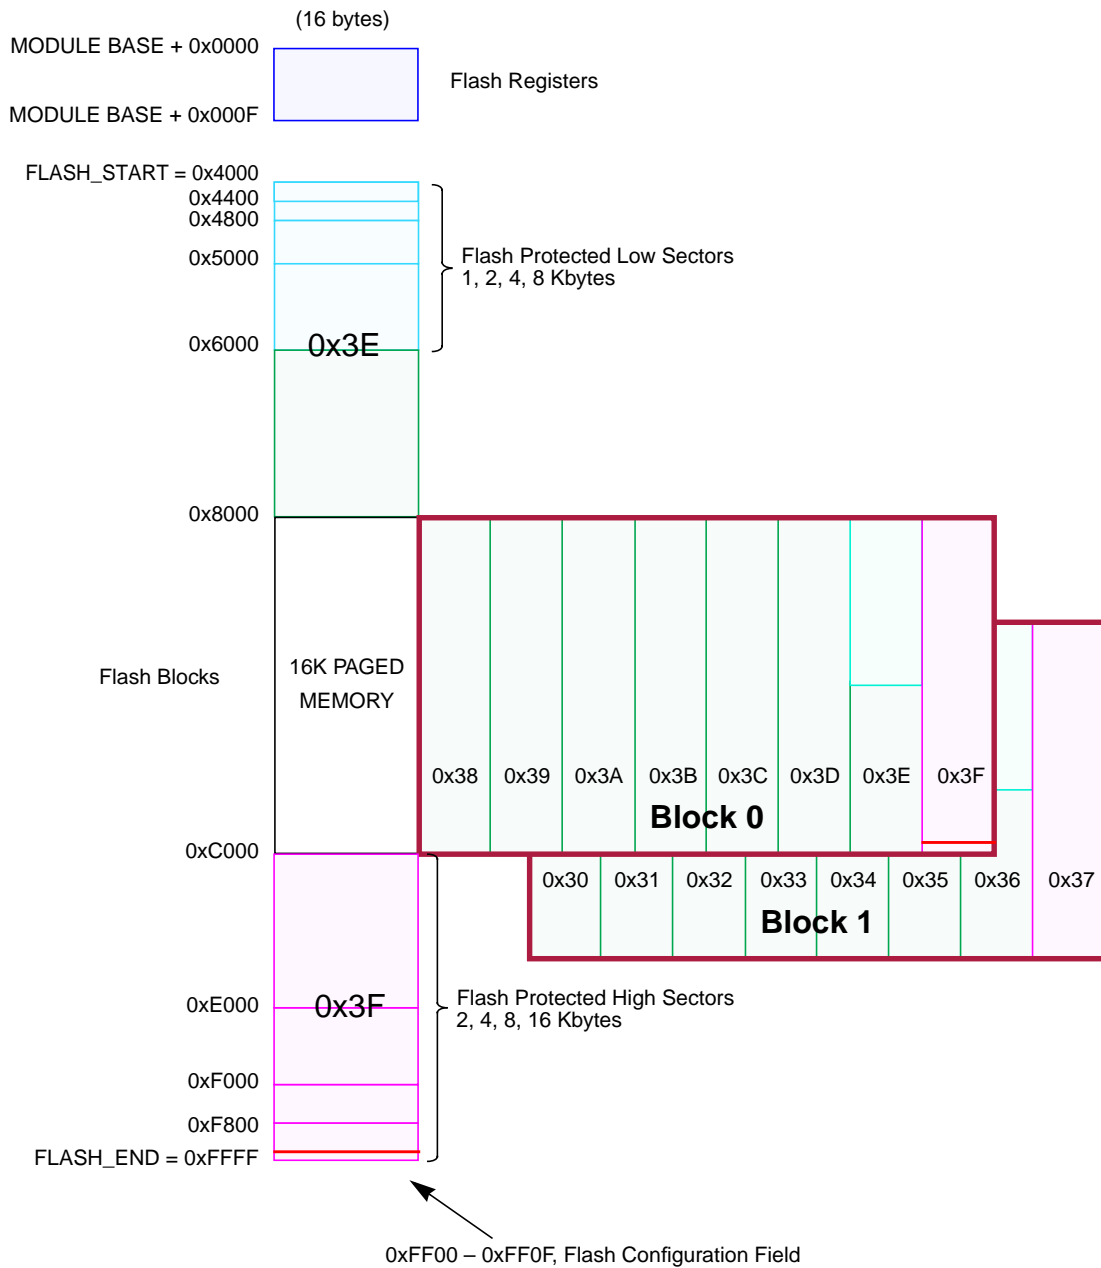 (16 bytes)
MODULE BASE + 0x0000
Flash Registers
MODULE BASE + 0x000F
FLASH_START = 0x4000
0x4400
0x4800
0x5000
Flash Protected Low Sectors
1, 2, 4, 8 Kbytes
0x6000
0x3E
0x8000
Flash Blocks
16K PAGED
MEMORY
0x38 0x39 0x3A 0x3B 0x3C 0x3D 0x3E 0x3F
Block 0
0xC000
0x30 0x31 0x32 0x33 0x34 0x35 0x36 0x37
Block 1
0xE000
0x3F
Flash Protected High Sectors
2, 4, 8, 16 Kbytes
0xF000
0xF800
FLASH_END = 0xFFFF
0xFF00 – 0xFF0F, Flash Configuration Field